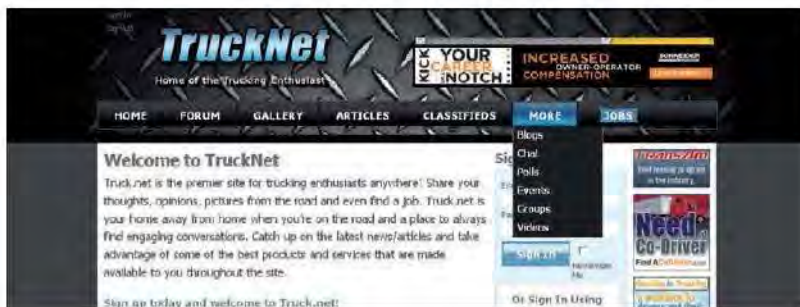 TruckNet
Home of the Trucking Enthusiast
KICK YOUR
CAREER
UP A NOTCH
INCREASED
OWNER-OPERATOR
COMPENSATION
SCHNEIDER
HOME FORUM GALLERY ARTICLES CLASSIFIEDS MORE JOBS
Blogs
Chat
Polls
Events
Groups
Videos
Welcome to TruckNet
Truck.net is the premier site for trucking enthusiasts anywhere! Share your
thoughts, opinions, pictures from the road and even find a job. Truck.net is
your home away from home when you're on the road and a place to always
find engaging conversations. Catch up on the latest news/articles and take
advantage of some of the best products and services that are made
available to you throughout the site.
Sign up today and welcome to Truck.net!
Sig
Sign In
Remember
Me
Or Sign In Using
in the industry.
Need a
Co-Driver